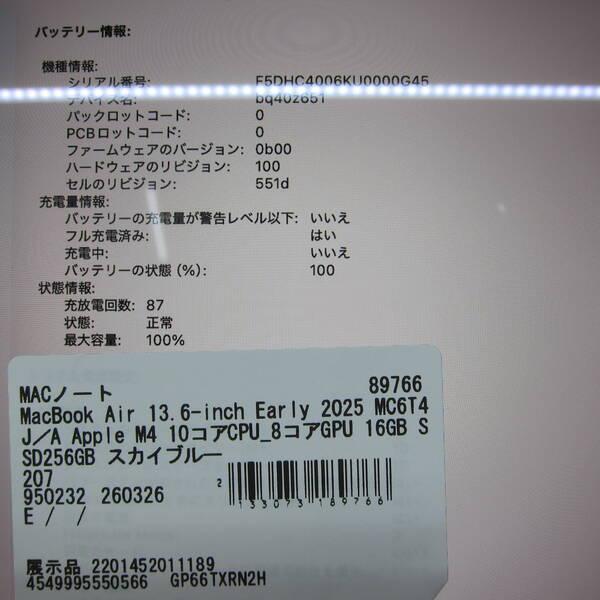 バッテリー情報:
機種情報:
シリアル番号: F5DHC4006KU0000G45
デバイス名: bq40z651
パックロットコード: 0
PCBロットコード: 0
ファームウェアのバージョン: 0b00
ハードウェアのリビジョン: 100
セルのリビジョン: 551d
充電量情報:
バッテリーの充電量が警告レベル以下: いいえ
フル充電済み: はい
充電中: いいえ
バッテリーの状態 (%): 100
状態情報:
充放電回数: 87
状態: 正常
最大容量: 100%
MACノート 89766
MacBook Air 13.6-inch Early 2025 MC6T4
J/A Apple M4 10コアCPU_8コアGPU 16GB S
SD256GB スカイブルー
207
950232 260326
E / /
2 133073 189766
展示品 2201452011189
4549995550566 GP66TXRN2H